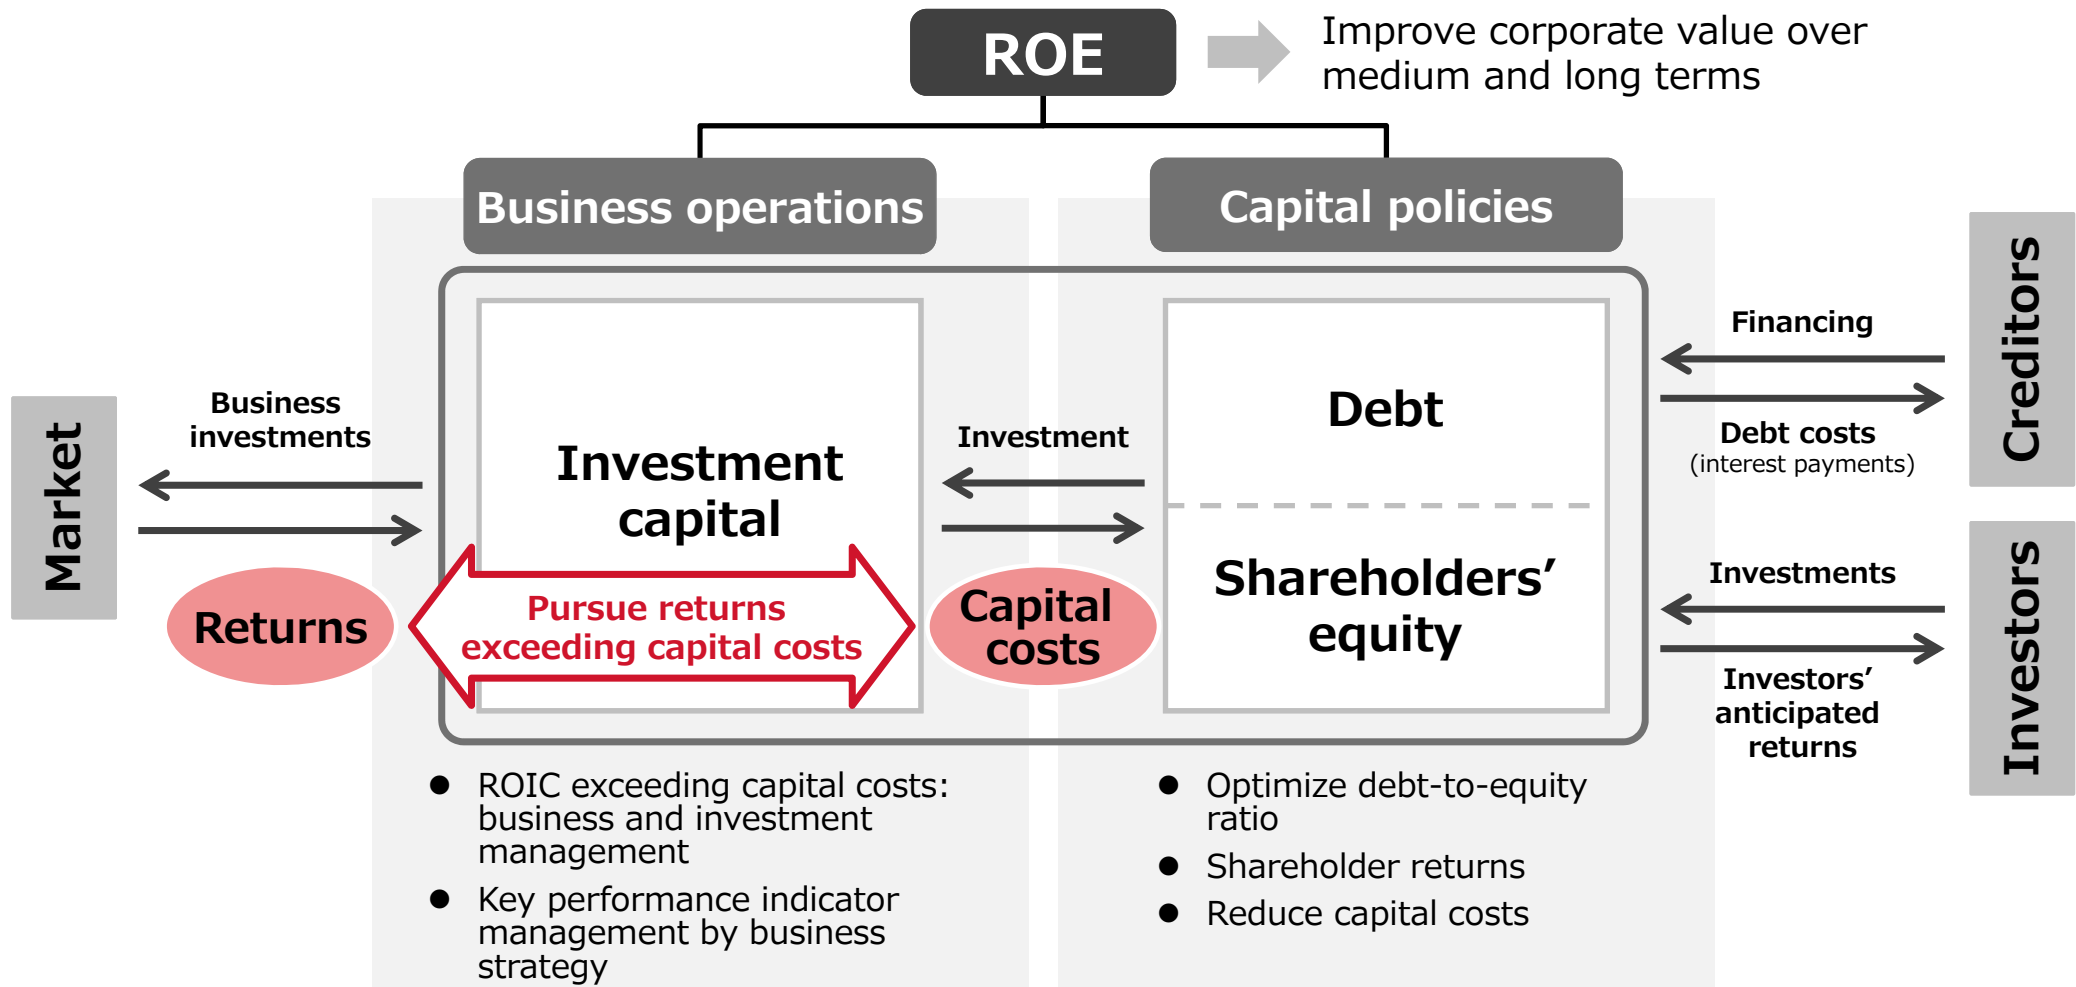 ROE
Improve corporate value over
medium and long terms
Business operations
Capital policies
Market
Business
investments
Returns
Investment
capital
Pursue returns
exceeding capital costs
Investment
Capital
costs
Debt
Shareholders’
equity
Financing
Debt costs
(interest payments)
Creditors
Investments
Investors’
anticipated
returns
Investors
● ROIC exceeding capital costs:
business and investment
management
● Key performance indicator
management by business
strategy
● Optimize debt-to-equity
ratio
● Shareholder returns
● Reduce capital costs